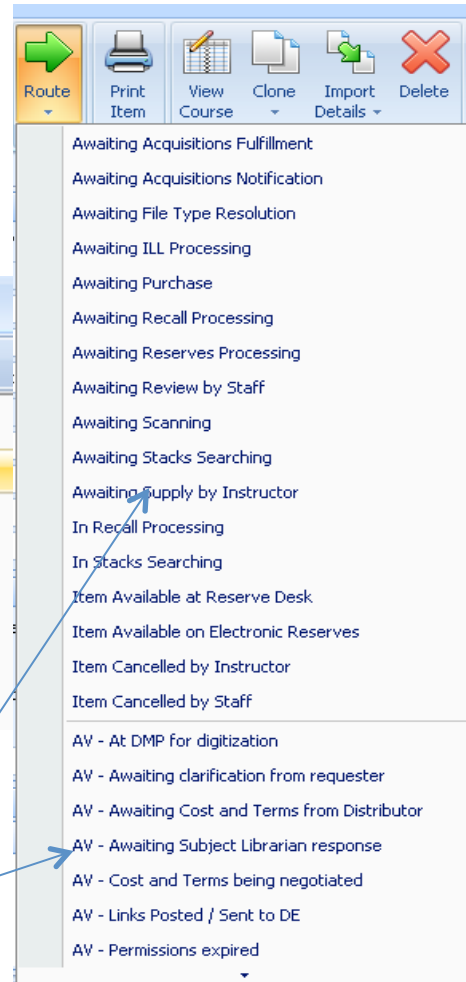 Route
Print Item
View Course
Clone
Import Details
Delete
Awaiting Acquisitions Fulfillment
Awaiting Acquisitions Notification
Awaiting File Type Resolution
Awaiting ILL Processing
Awaiting Purchase
Awaiting Recall Processing
Awaiting Reserves Processing
Awaiting Review by Staff
Awaiting Scanning
Awaiting Stacks Searching
Awaiting Supply by Instructor
In Recall Processing
In Stacks Searching
Item Available at Reserve Desk
Item Available on Electronic Reserves
Item Cancelled by Instructor
Item Cancelled by Staff
AV - At DMP for digitization
AV - Awaiting clarification from requester
AV - Awaiting Cost and Terms from Distributor
AV - Awaiting Subject Librarian response
AV - Cost and Terms being negotiated
AV - Links Posted / Sent to DE
AV - Permissions expired